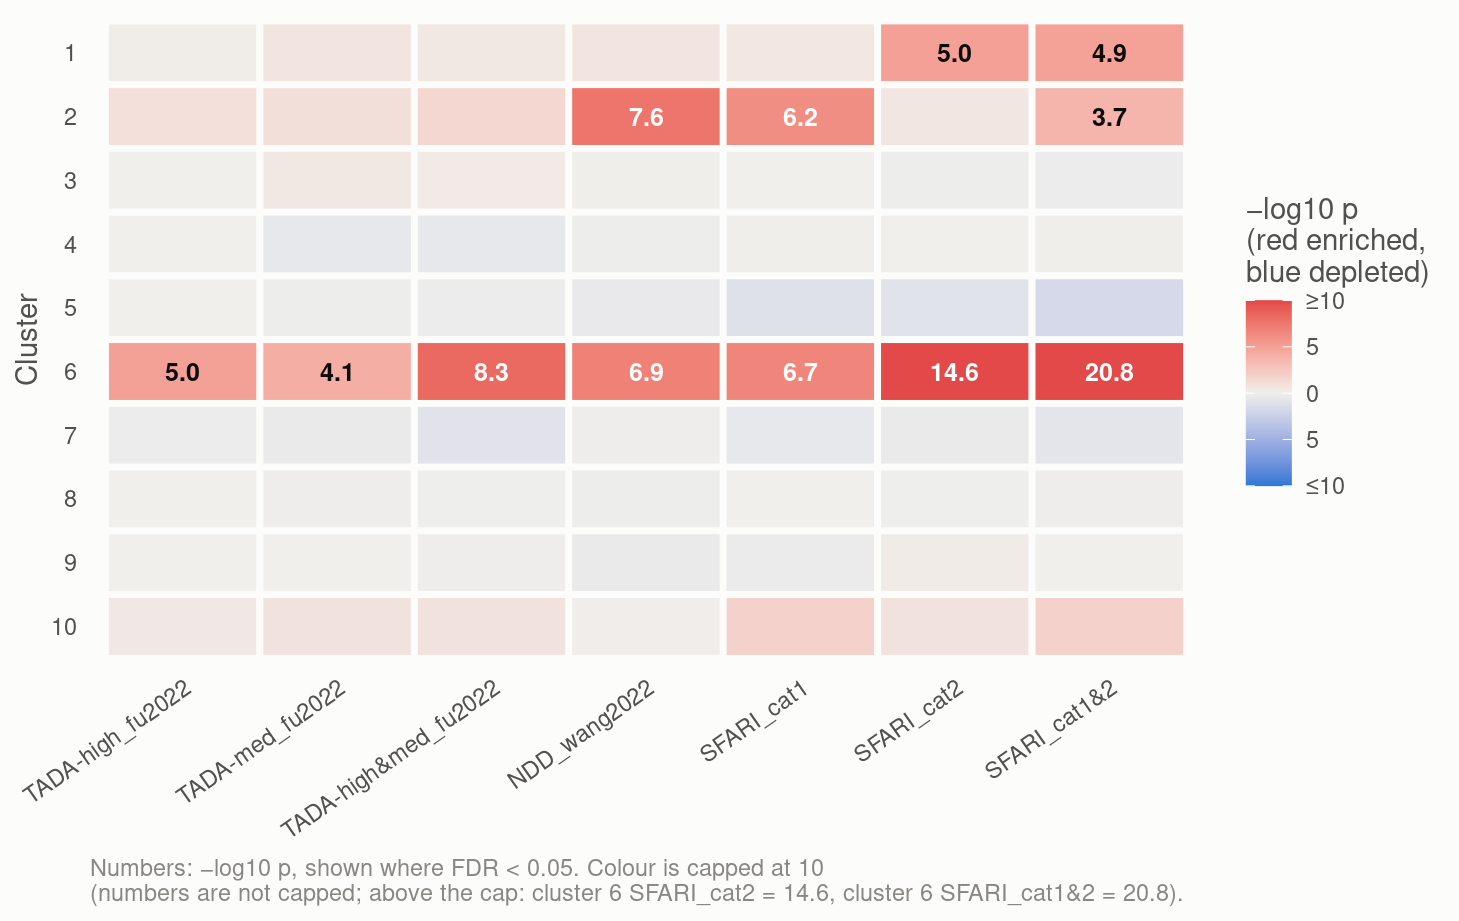 1 5.0 4.9
2 7.6 6.2 3.7
3
4
5
6 5.0 4.1 8.3 6.9 6.7 14.6 20.8
7
8
9
10
Cluster
TADA-high_fu2022
TADA-med_fu2022
TADA-high&med_fu2022
NDD_wang2022
SFARI_cat1
SFARI_cat2
SFARI_cat1&2
−log10 p
(red enriched,
blue depleted)
≥10
5
0
5
≤10
Numbers: −log10 p, shown where FDR < 0.05. Colour is capped at 10
(numbers are not capped; above the cap: cluster 6 SFARI_cat2 = 14.6, cluster 6 SFARI_cat1&2 = 20.8).